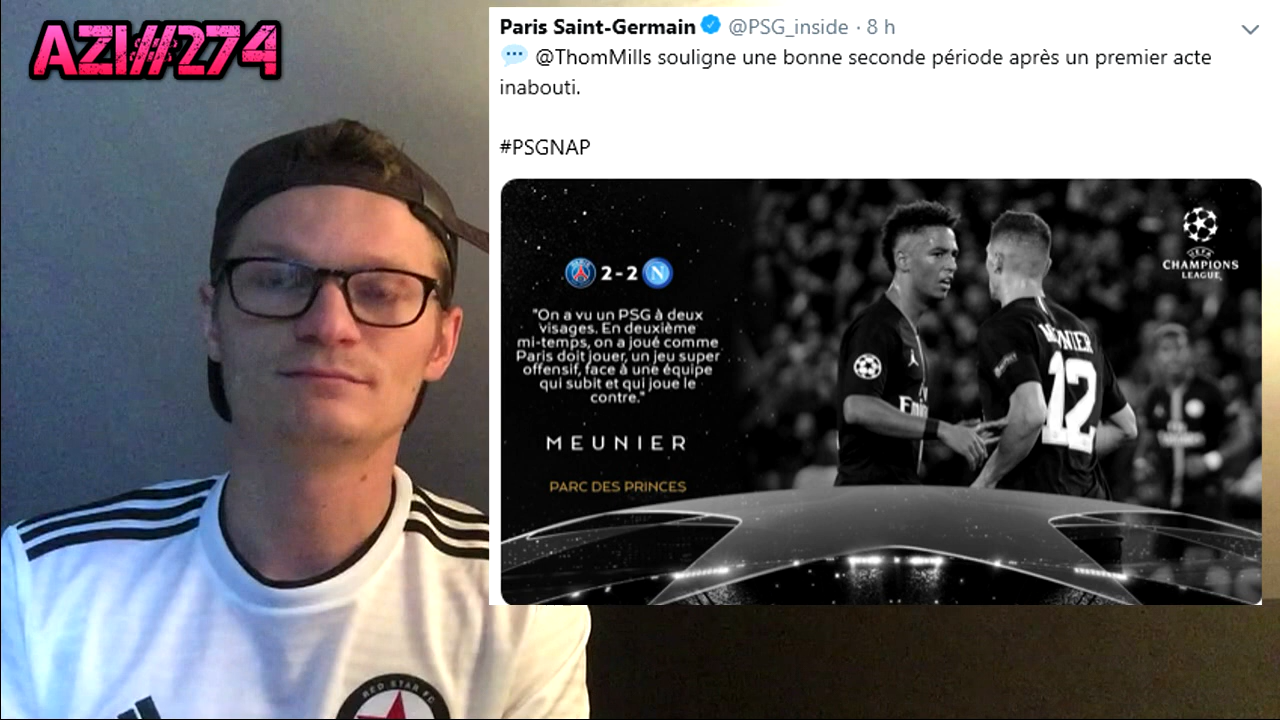 AZI//274
Paris Saint-Germain @PSG_inside · 8 h
@ThomMills souligne une bonne seconde période après un premier acte
inabouti.
#PSGNAP
PARIS
2-2
N
UEFA
CHAMPIONS
LEAGUE
"On a vu un PSG à deux
visages. En deuxième
mi-temps, on a joué comme
Paris doit jouer, un jeu super
offensif, face à une équipe
qui subit et qui joue le
contre."
MEUNIER
PARC DES PRINCES
MEUNIER
12
RED STAR FC